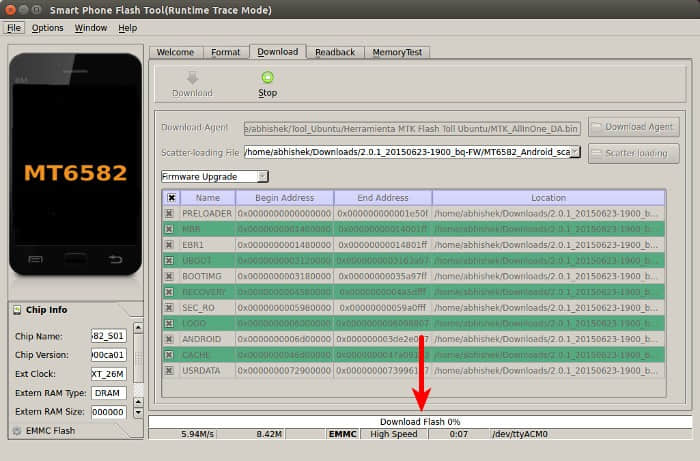 Smart Phone Flash Tool(Runtime Trace Mode)
File Options Window Help
Welcome Format Download Readback MemoryTest
Download Stop
BM
MT6582
Download-Agent e/abhishek/Tool_Ubuntu/Herramienta MTK Flash Toll Ubuntu/MTK_AllInOne_DA.bin Download Agent
Scatter-loading File /home/abhishek/Downloads/2.0.1_20150623-1900_bq-FW/MT6582_Android_sca Scatter-loading
Firmware Upgrade
Name Begin Address End Address Location
PRELOADER 0x0000000000000000 0x000000000001e50f /home/abhishek/Downloads/2.0.1_20150623-1900_b...
MBR 0x0000000001400000 0x00000000014001ff /home/abhishek/Downloads/2.0.1_20150623-1900_b...
EBR1 0x0000000001480000 0x00000000014801ff /home/abhishek/Downloads/2.0.1_20150623-1900_b...
UBOOT 0x0000000003120000 0x0000000003163a97 /home/abhishek/Downloads/2.0.1_20150623-1900_b...
BOOTIMG 0x0000000003180000 0x00000000035a97ff /home/abhishek/Downloads/2.0.1_20150623-1900_b...
RECOVERY 0x0000000004580000 0x0000000004a5dfff /home/abhishek/Downloads/2.0.1_20150623-1900_b...
SEC_RO 0x0000000005980000 0x00000000059a0fff /home/abhishek/Downloads/2.0.1_20150623-1900_b...
LOGO 0x0000000006000000 /home/abhishek/Downloads/2.0.1_20150623-1900_b...
ANDROID 0x0000000006d00000 /home/abhishek/Downloads/2.0.1_20150623-1900_b...
CACHE 0x0000000046d00000 /home/abhishek/Downloads/2.0.1_20150623-1900_b...
USRDATA 0x0000000072900000 /home/abhishek/Downloads/2.0.1_20150623-1900_b...
Chip Info
Chip Name: 582_S01
Chip Version: 00ca01
Ext Clock: XT_26M
Extern RAM Type: DRAM
Extern RAM Size: 000000
EMMC Flash
Download Flash 0%
5.94M/s 8.42M EMMC High Speed 0:07 /dev/ttyACM0